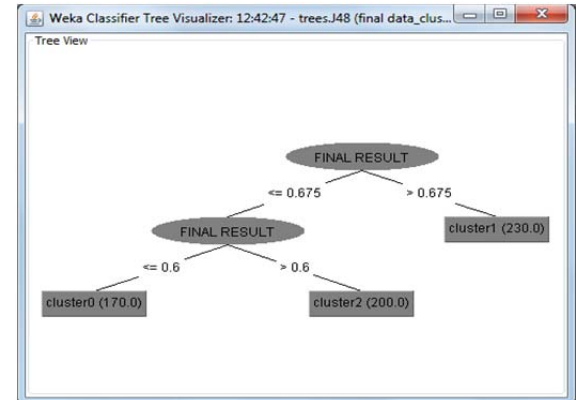 Weka Classifier Tree Visualizer: 12:42:47 - trees.J48 (final data_clus...
Tree View
FINAL RESULT
<= 0.675
> 0.675
FINAL RESULT
cluster1 (230.0)
<= 0.6
> 0.6
cluster0 (170.0)
cluster2 (200.0)